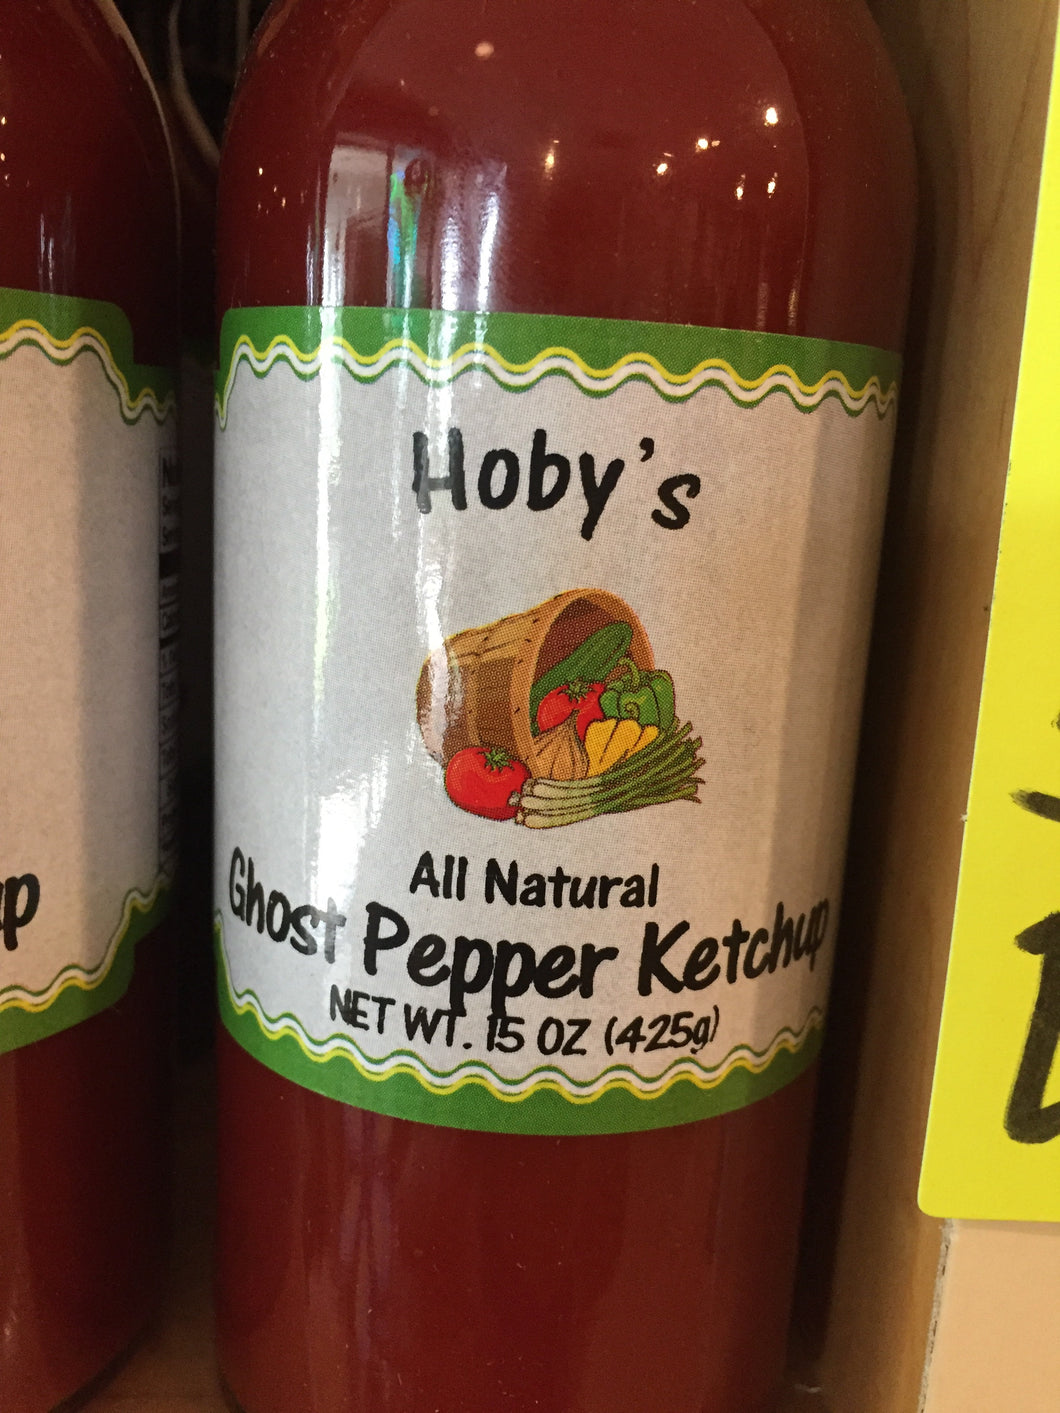 Hoby's
All Natural
Ghost Pepper Ketchup
NET WT. 15 OZ (425g)